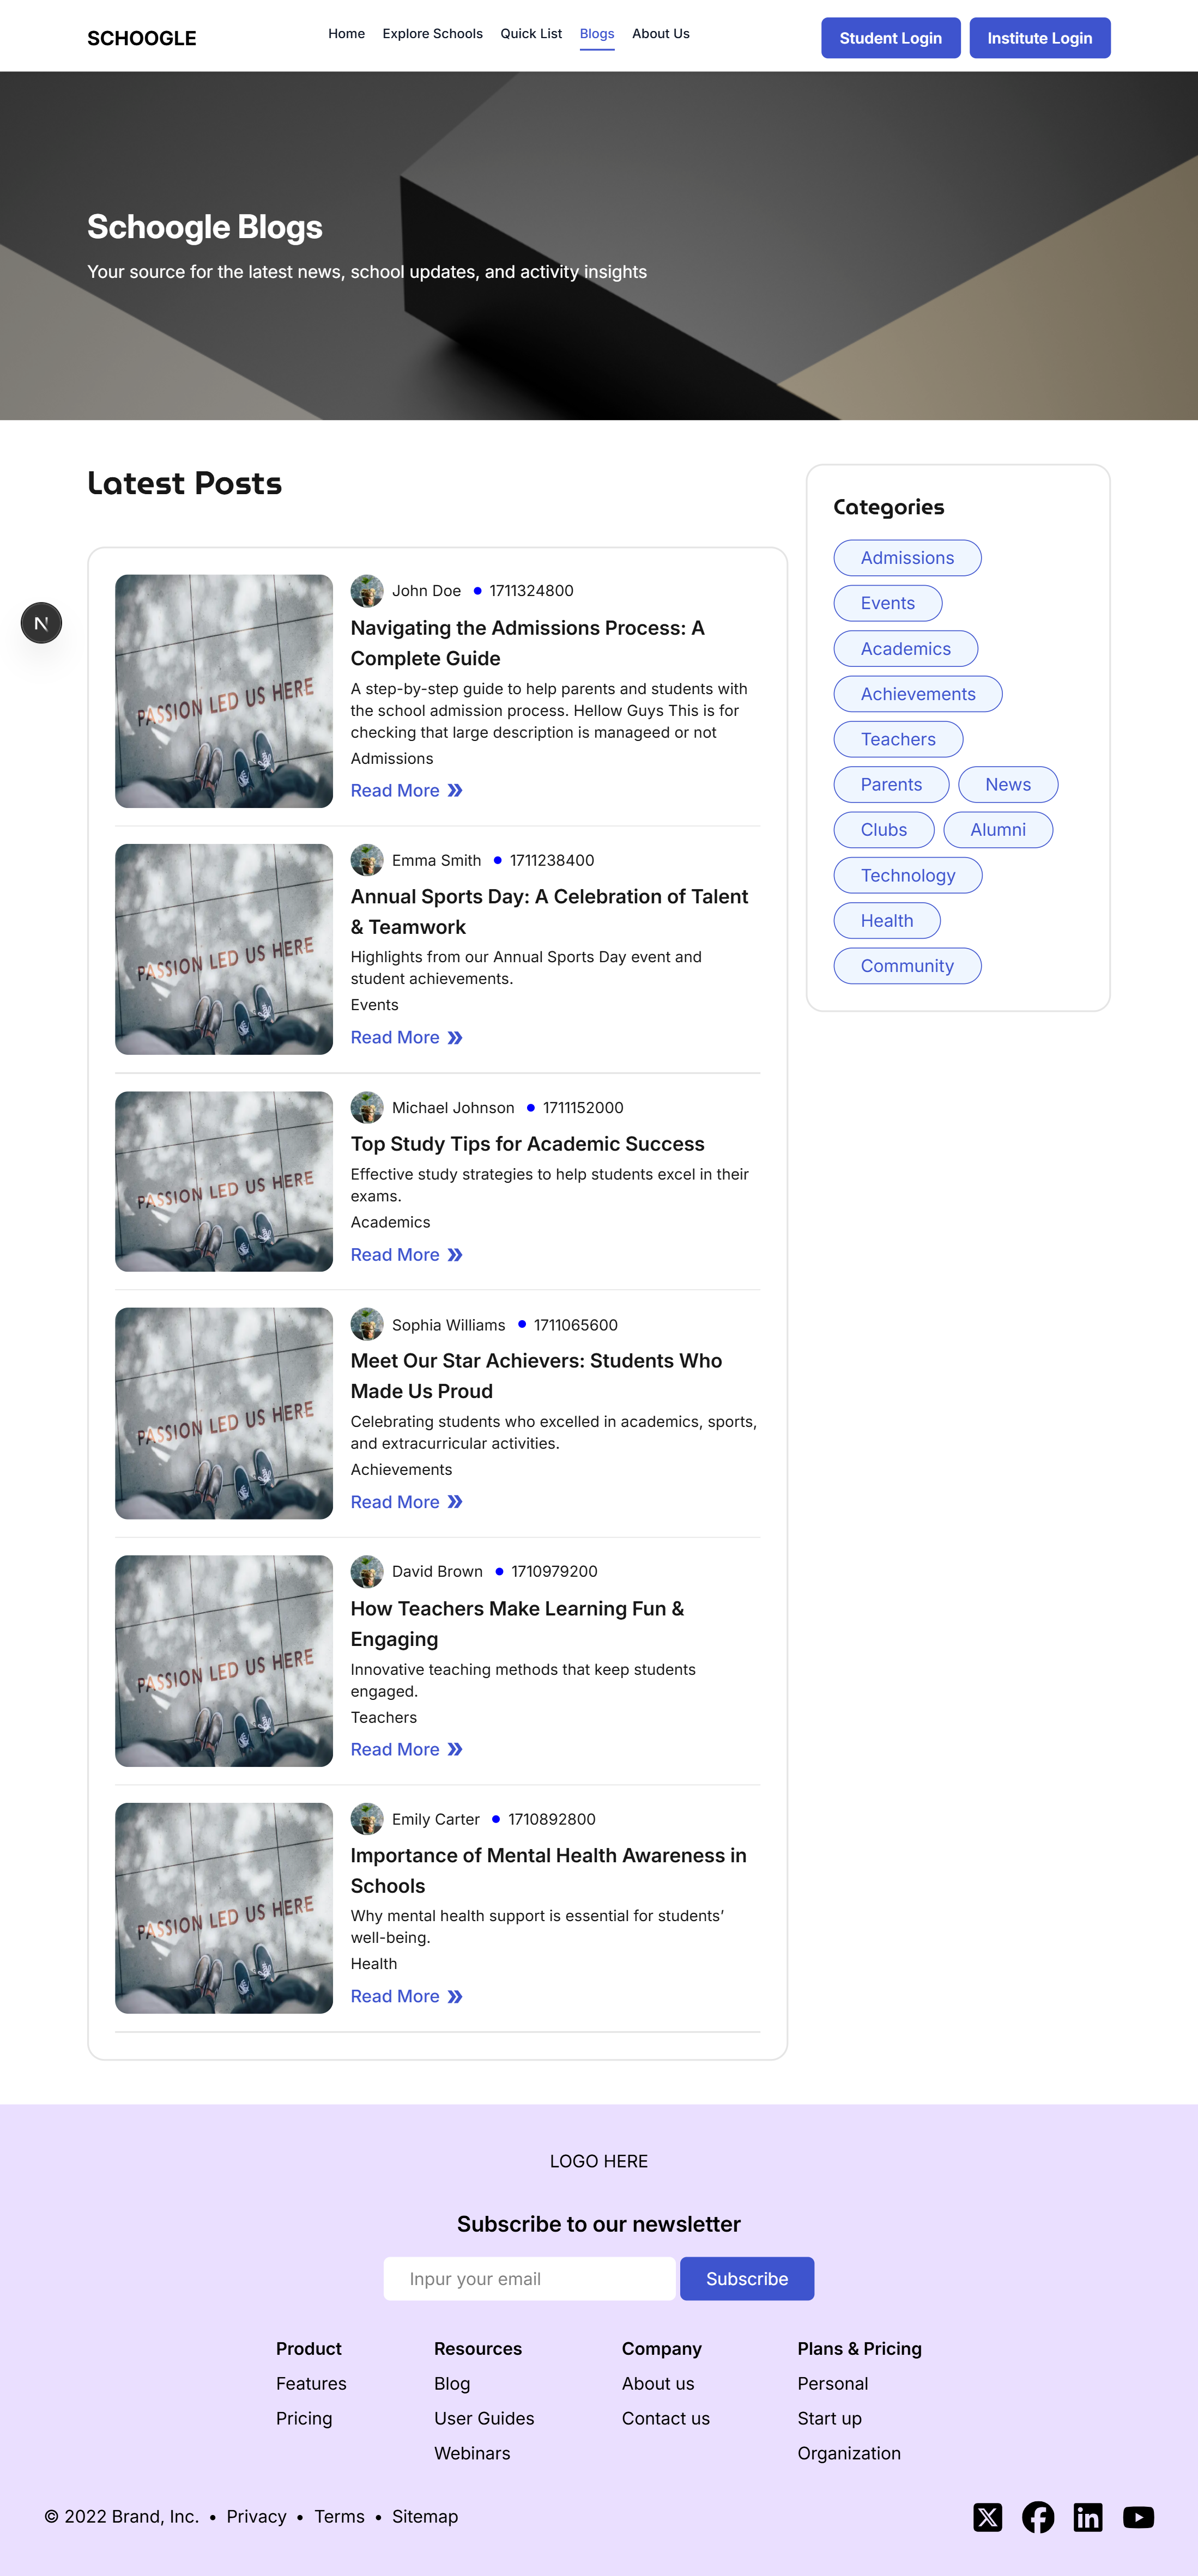 SCHOOGLE
Home Explore Schools Quick List Blogs About Us
Student Login Institute Login
Schoogle Blogs
Your source for the latest news, school updates, and activity insights
Latest Posts
N
PASSION LED US HERE
John Doe • 1711324800
Navigating the Admissions Process: A
Complete Guide
A step-by-step guide to help parents and students with
the school admission process. Hellow Guys This is for
checking that large description is manageed or not
Admissions
Read More »
PASSION LED US HERE
Emma Smith • 1711238400
Annual Sports Day: A Celebration of Talent
& Teamwork
Highlights from our Annual Sports Day event and
student achievements.
Events
Read More »
PASSION LED US HERE
Michael Johnson • 1711152000
Top Study Tips for Academic Success
Effective study strategies to help students excel in their
exams.
Academics
Read More »
PASSION LED US HERE
Sophia Williams • 1711065600
Meet Our Star Achievers: Students Who
Made Us Proud
Celebrating students who excelled in academics, sports,
and extracurricular activities.
Achievements
Read More »
PASSION LED US HERE
David Brown • 1710979200
How Teachers Make Learning Fun &
Engaging
Innovative teaching methods that keep students
engaged.
Teachers
Read More »
PASSION LED US HERE
Emily Carter • 1710892800
Importance of Mental Health Awareness in
Schools
Why mental health support is essential for students’
well-being.
Health
Read More »
Categories
Admissions
Events
Academics
Achievements
Teachers
Parents News
Clubs Alumni
Technology
Health
Community
LOGO HERE
Subscribe to our newsletter
Inpur your email Subscribe
Product Resources Company Plans & Pricing
Features Blog About us Personal
Pricing User Guides Contact us Start up
Webinars Organization
© 2022 Brand, Inc. • Privacy • Terms • Sitemap